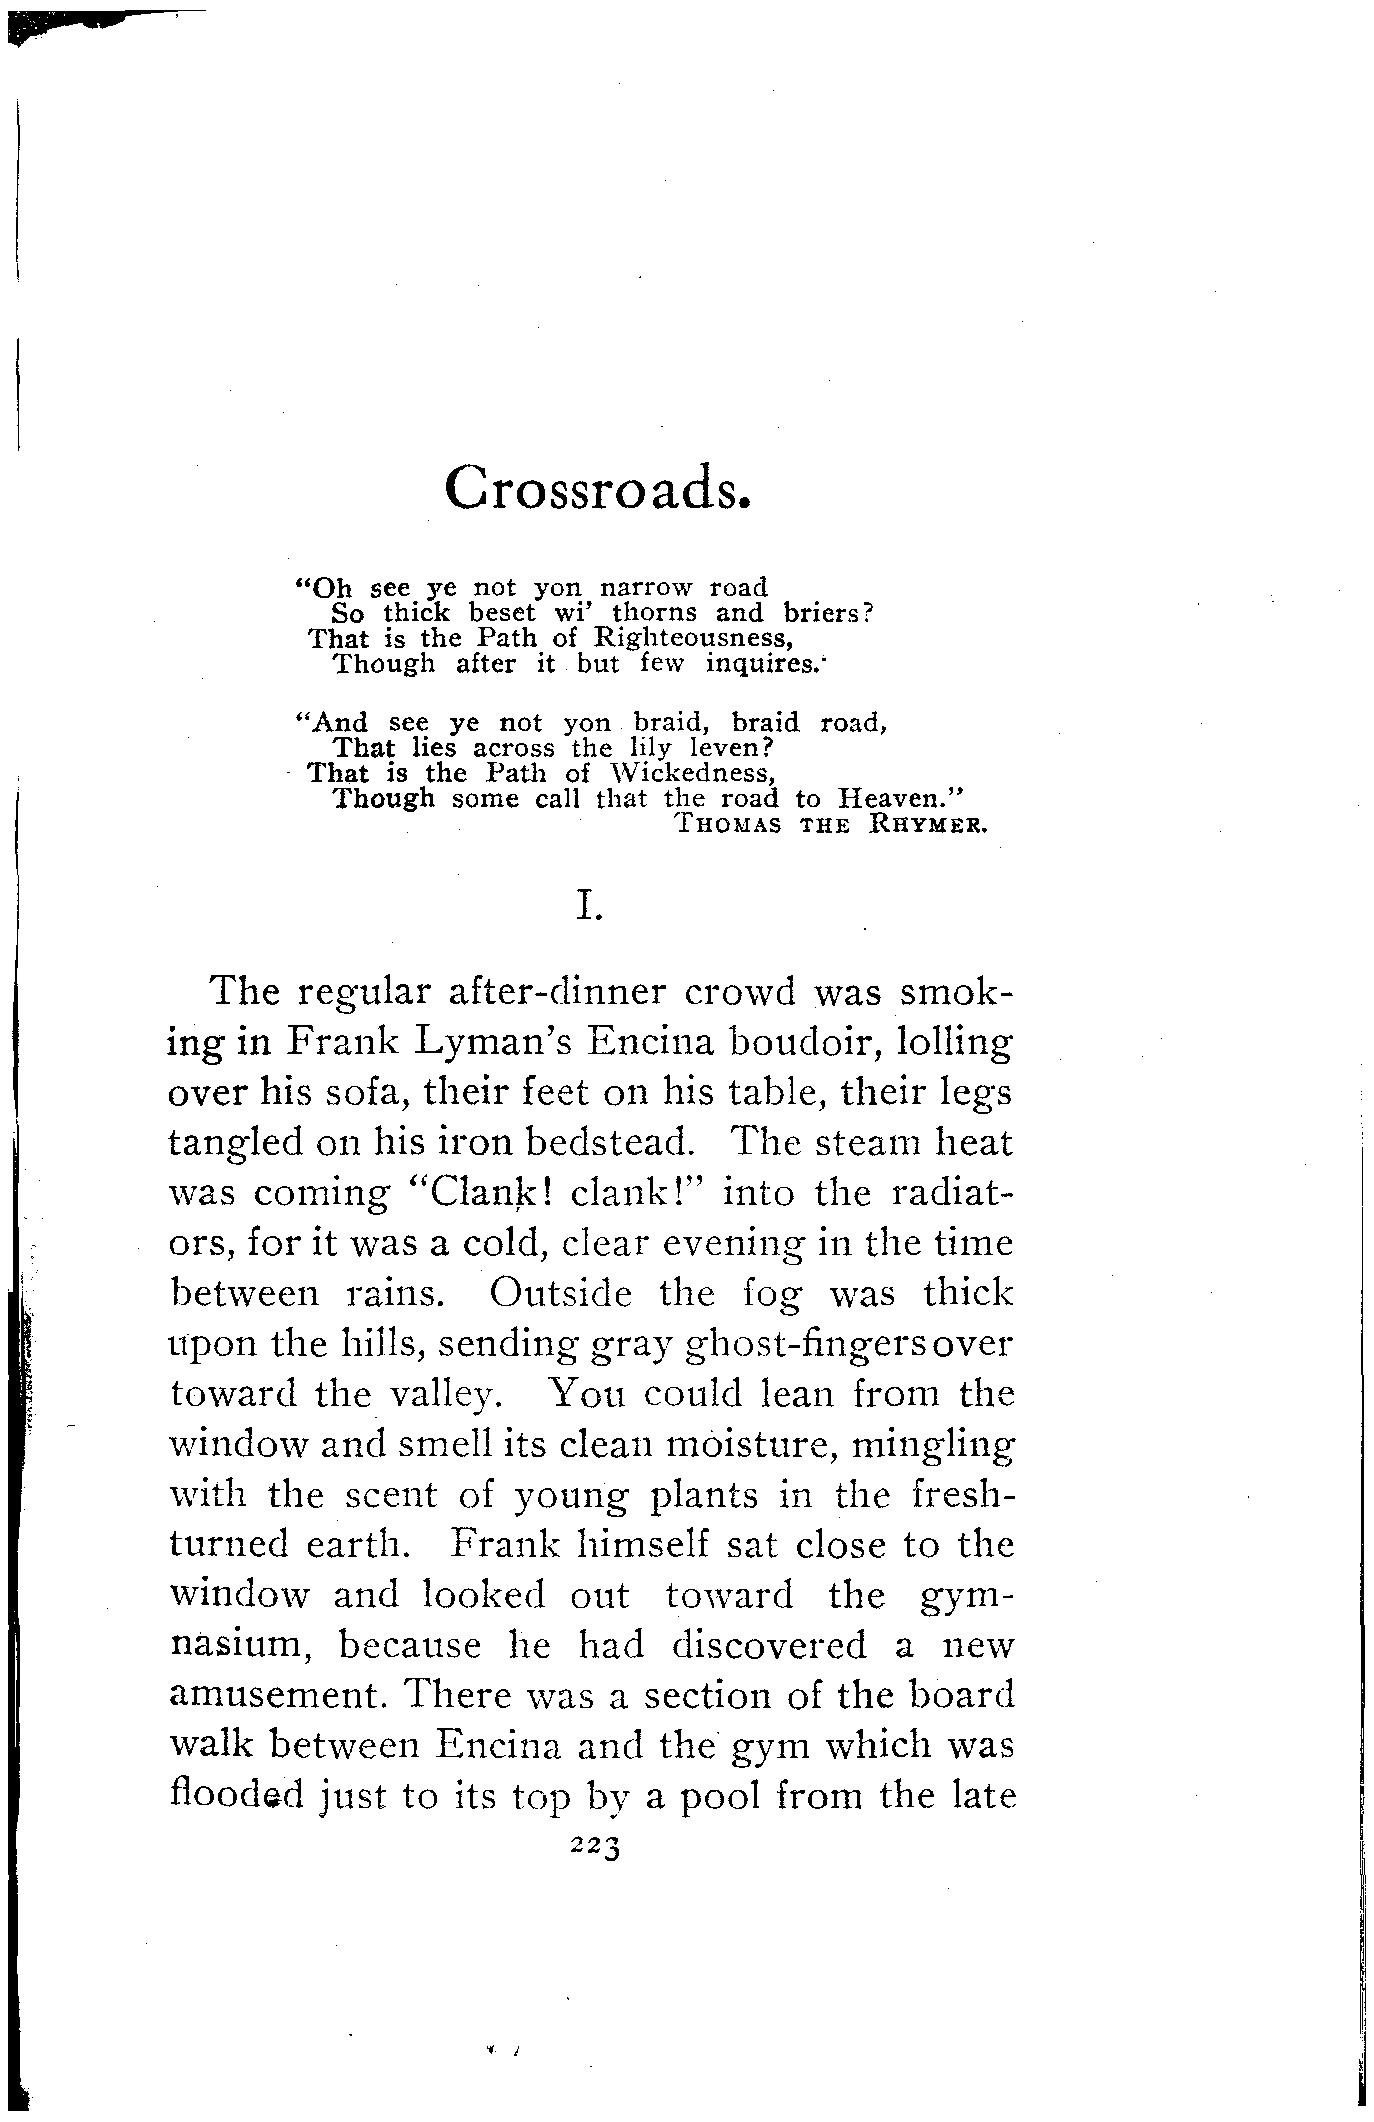 Crossroads.
"Oh see ye not yon narrow road
So thick beset wi' thorns and briers?
That is the Path of Righteousness,
Though after it but few inquires.
"And see ye not yon braid, braid road,
That lies across the lily leven?
That is the Path of Wickedness,
Though some call that the road to Heaven."
THOMAS THE RHYMER.
I.
The regular after-dinner crowd was smok-
ing in Frank Lyman's Encina boudoir, lolling
over his sofa, their feet on his table, their legs
tangled on his iron bedstead. The steam heat
was coming "Clank! clank!" into the radiat-
ors, for it was a cold, clear evening in the time
between rains. Outside the fog was thick
upon the hills, sending gray ghost-fingers over
toward the valley. You could lean from the
window and smell its clean moisture, mingling
with the scent of young plants in the fresh-
turned earth. Frank himself sat close to the
window and looked out toward the gym-
nasium, because he had discovered a new
amusement. There was a section of the board
walk between Encina and the gym which was
flooded just to its top by a pool from the late
223